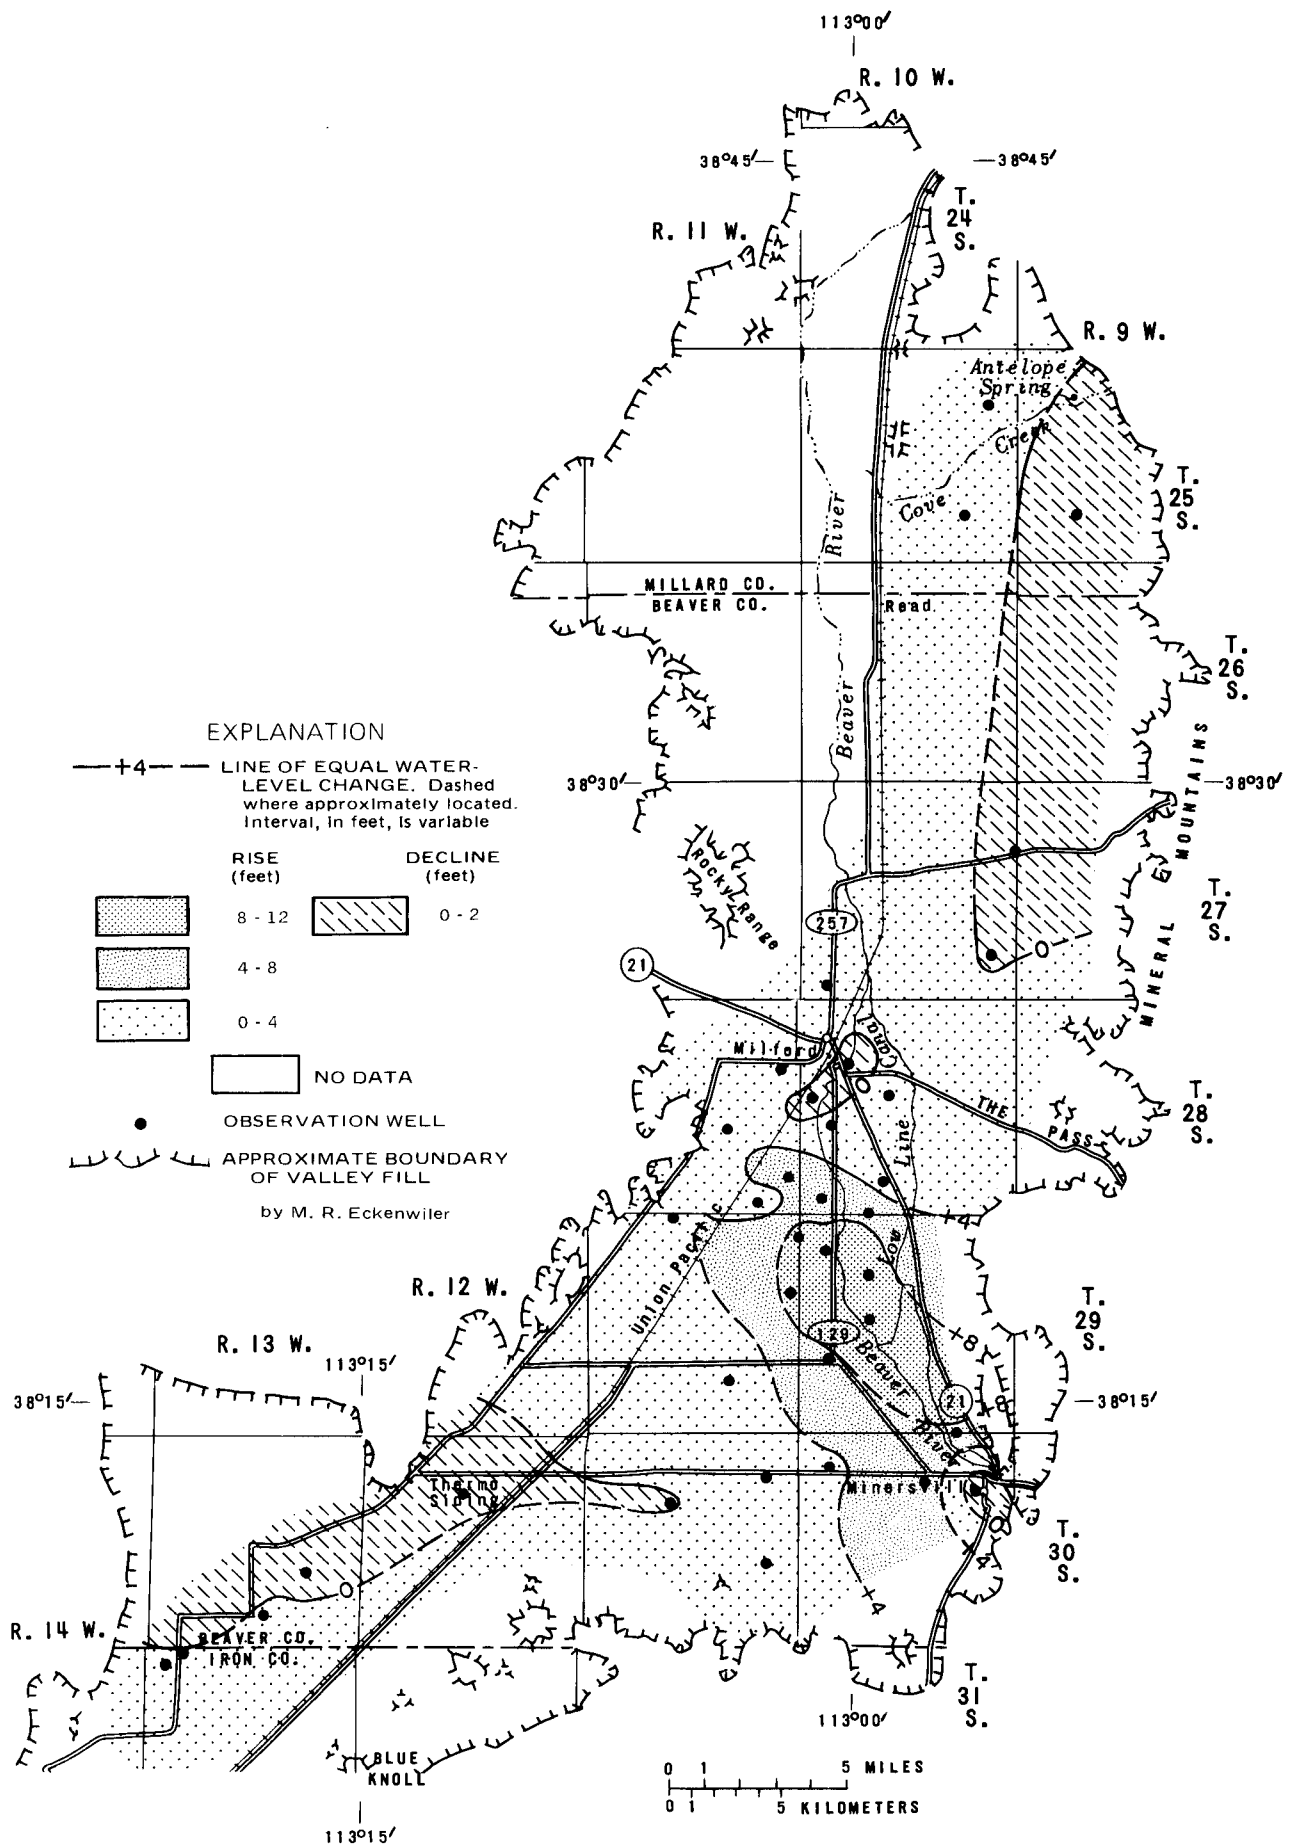 113°00′
R. 10 W.
38°45′
38°45′
T.
24
S.
R. 11 W.
R. 9 W.
Antelope
Spring
Creek
Cove
T.
25
S.
River
MILLARD CO.
BEAVER CO.
Read
T.
26
S.
Beaver
EXPLANATION
+4
LINE OF EQUAL WATER-
LEVEL CHANGE. Dashed
where approximately located.
Interval, in feet, is variable
38°30′
38°30′
MINERAL MOUNTAINS
RISE
(feet)
DECLINE
(feet)
8 - 12
0 - 2
4 - 8
0 - 4
NO DATA
OBSERVATION WELL
APPROXIMATE BOUNDARY
OF VALLEY FILL
by M. R. Eckenwiler
Rocky Range
T.
27
S.
257
0
21
Canal
Milford
0
THE
PASS
T.
28
S.
Line
Low
+4
Union Pacific
R. 12 W.
T.
29
S.
R. 13 W.
113°15′
129
+8
Beaver
River
+8
21
38°15′
38°15′
Thermo
Siding
Minersville
0
T.
30
S.
+4
+4
0
R. 14 W.
BEAVER CO.
IRON CO.
T.
31
S.
113°00′
BLUE
KNOLL
0 1 5 MILES
0 1 5 KILOMETERS
113°15′